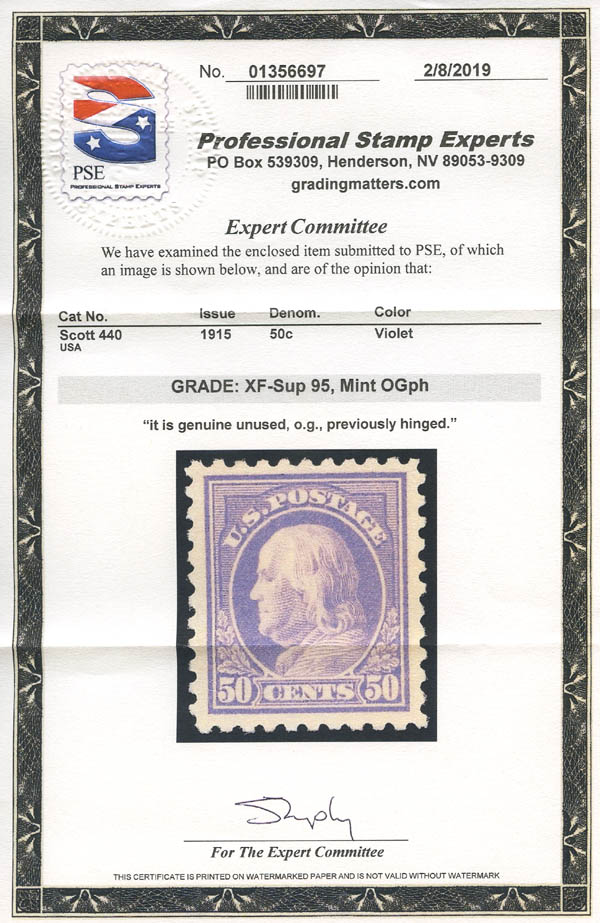 No. 01356697 2/8/2019
PSE
PROFESSIONAL STAMP EXPERTS
Professional Stamp Experts
PO Box 539309, Henderson, NV 89053-9309
gradingmatters.com
Expert Committee
We have examined the enclosed item submitted to PSE, of which
an image is shown below, and are of the opinion that:
Cat No. Issue Denom. Color
Scott 440 1915 50c Violet
USA
GRADE: XF-Sup 95, Mint OGph
“it is genuine unused, o.g., previously hinged.”
U.S. POSTAGE
50 CENTS 50
For The Expert Committee
THIS CERTIFICATE IS PRINTED ON WATERMARKED PAPER AND IS NOT VALID WITHOUT WATERMARK